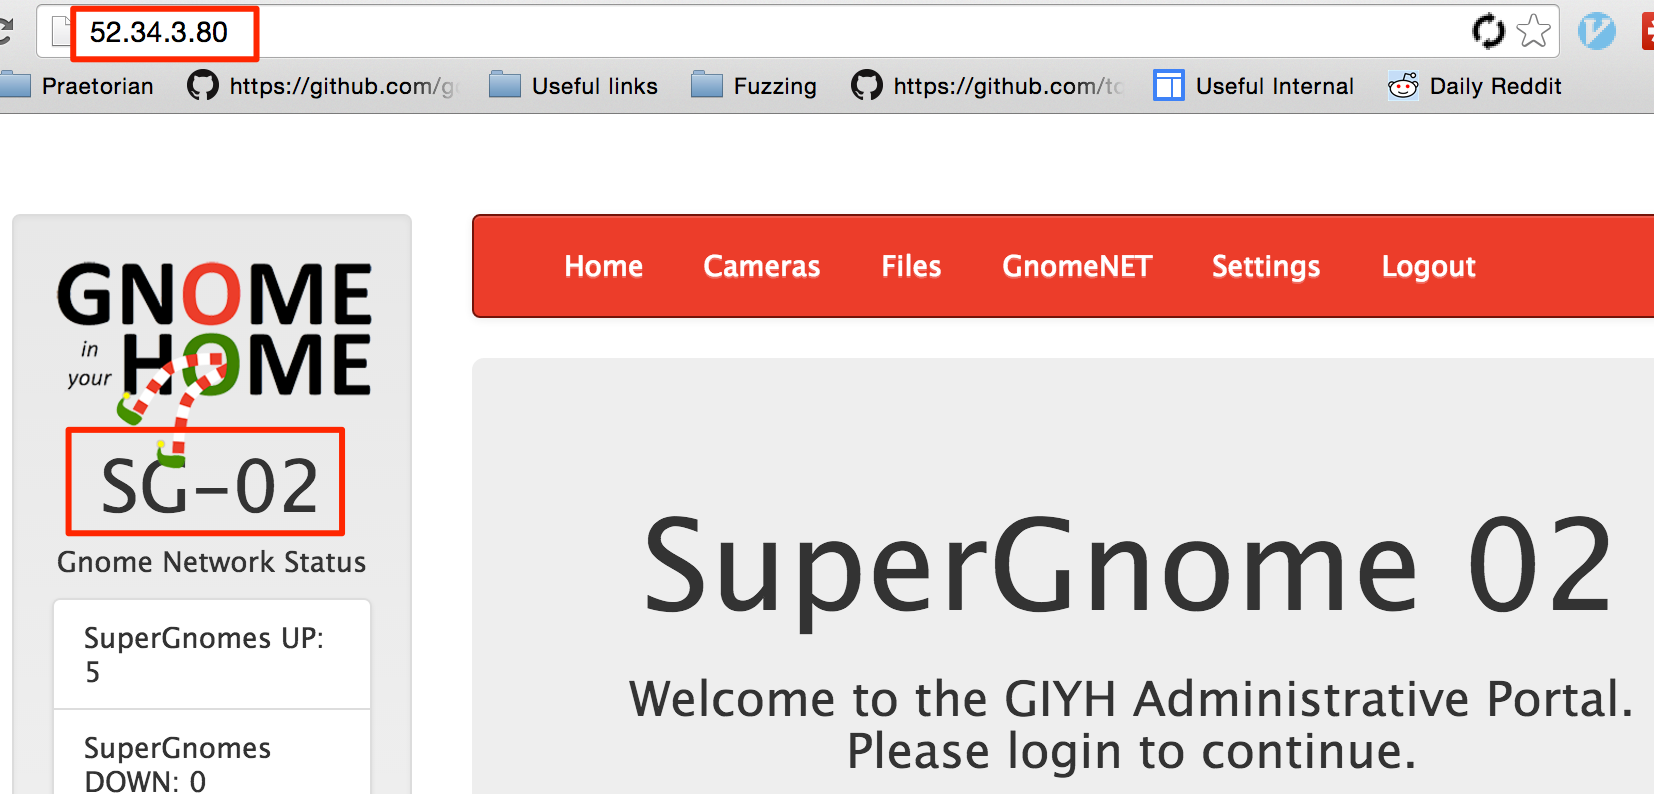 52.34.3.80
Praetorian https://github.com/g Useful links Fuzzing https://github.com/to Useful Internal Daily Reddit
GNOME
in your HOME
SG-02
Gnome Network Status
SuperGnomes UP:
5
SuperGnomes
DOWN: 0
Home Cameras Files GnomeNET Settings Logout
SuperGnome 02
Welcome to the GIYH Administrative Portal.
Please login to continue.